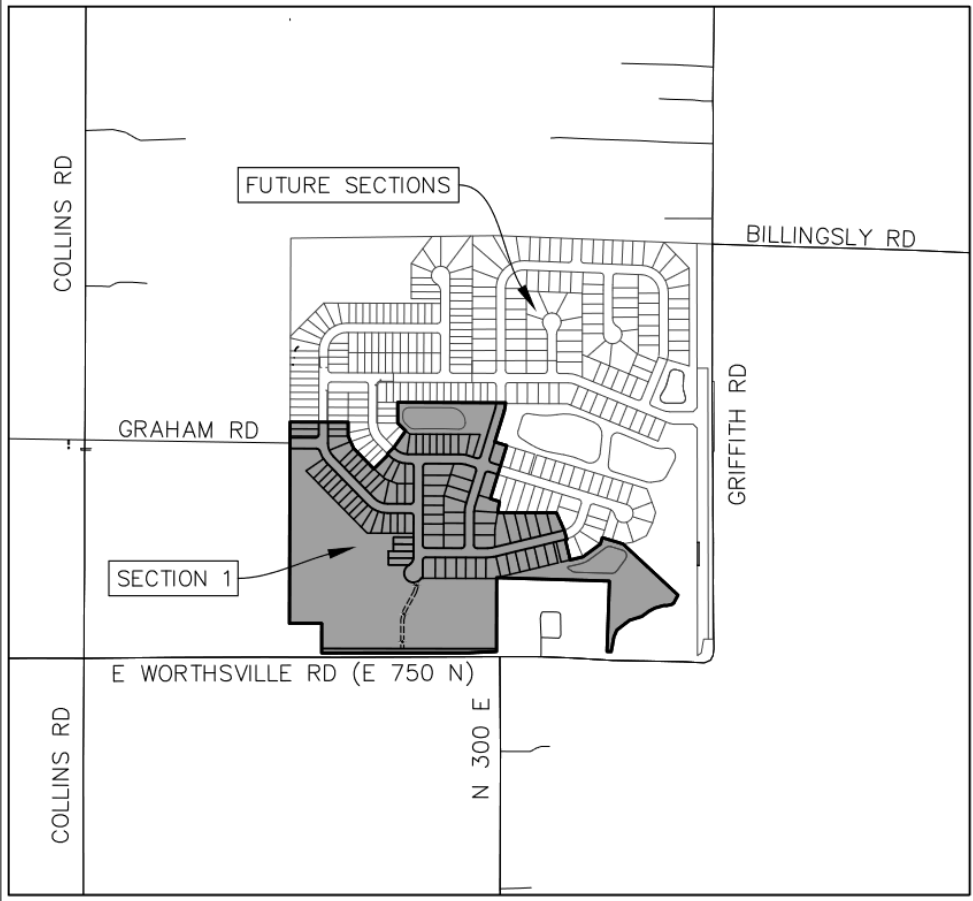 COLLINS RD
FUTURE SECTIONS
BILLINGSLY RD
GRAHAM RD
GRIFFITH RD
SECTION 1
E WORTHSVILLE RD (E 750 N)
COLLINS RD
N 300 E